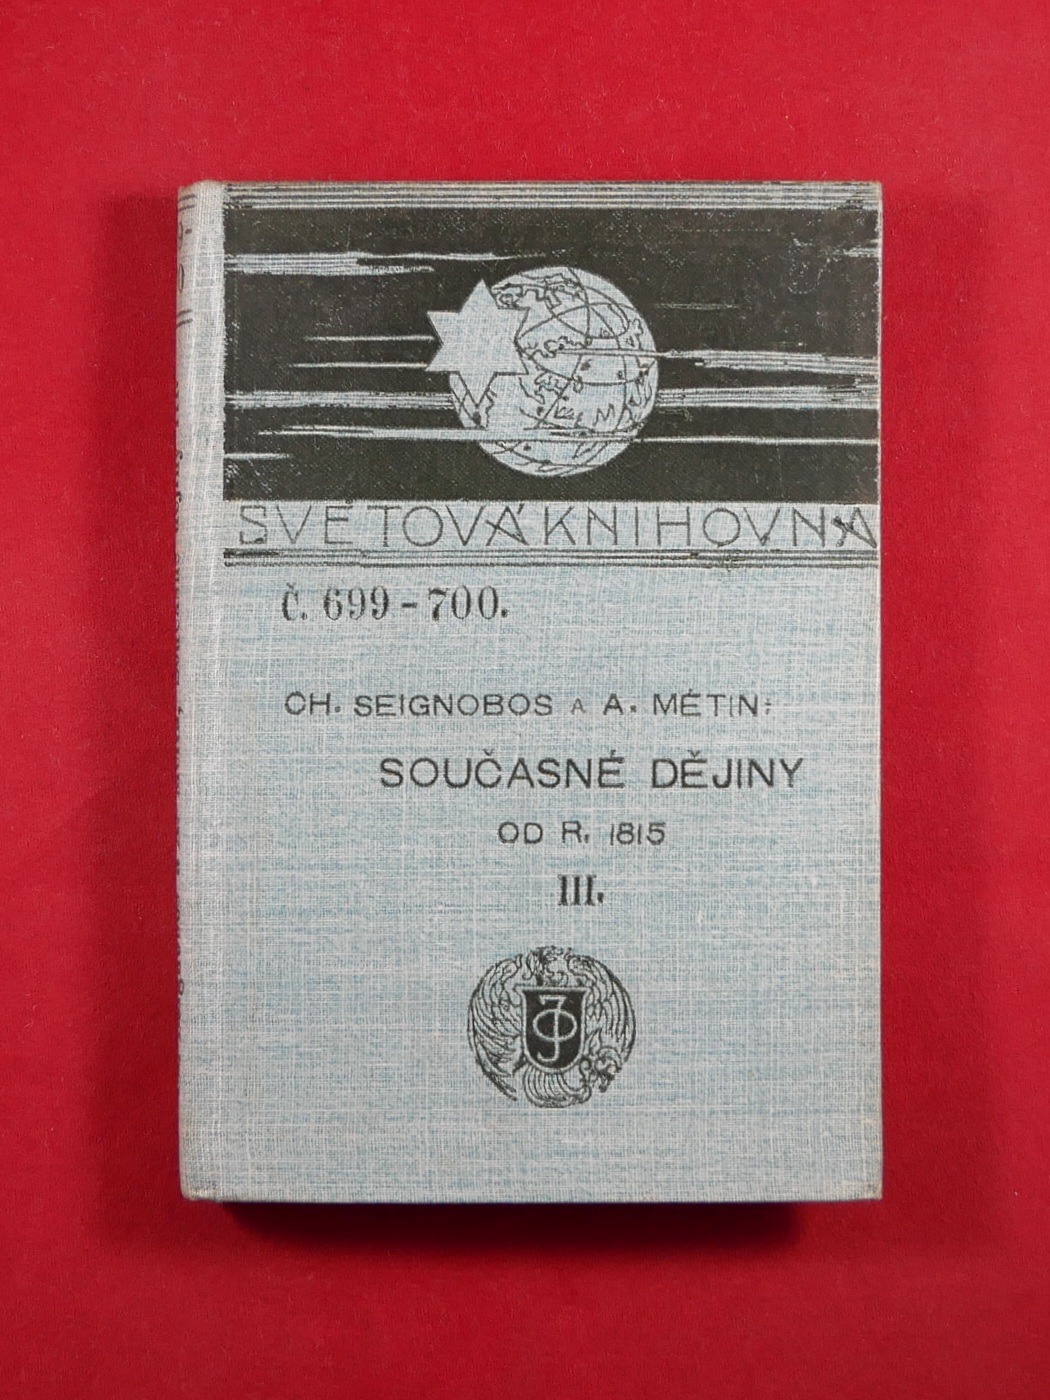 SVĚTOVÁ KNIHOVNA
Č. 699-700.
CH. SEIGNOBOS A A. MÉTIN:
SOUČASNÉ DĚJINY
OD R. 1815
III.